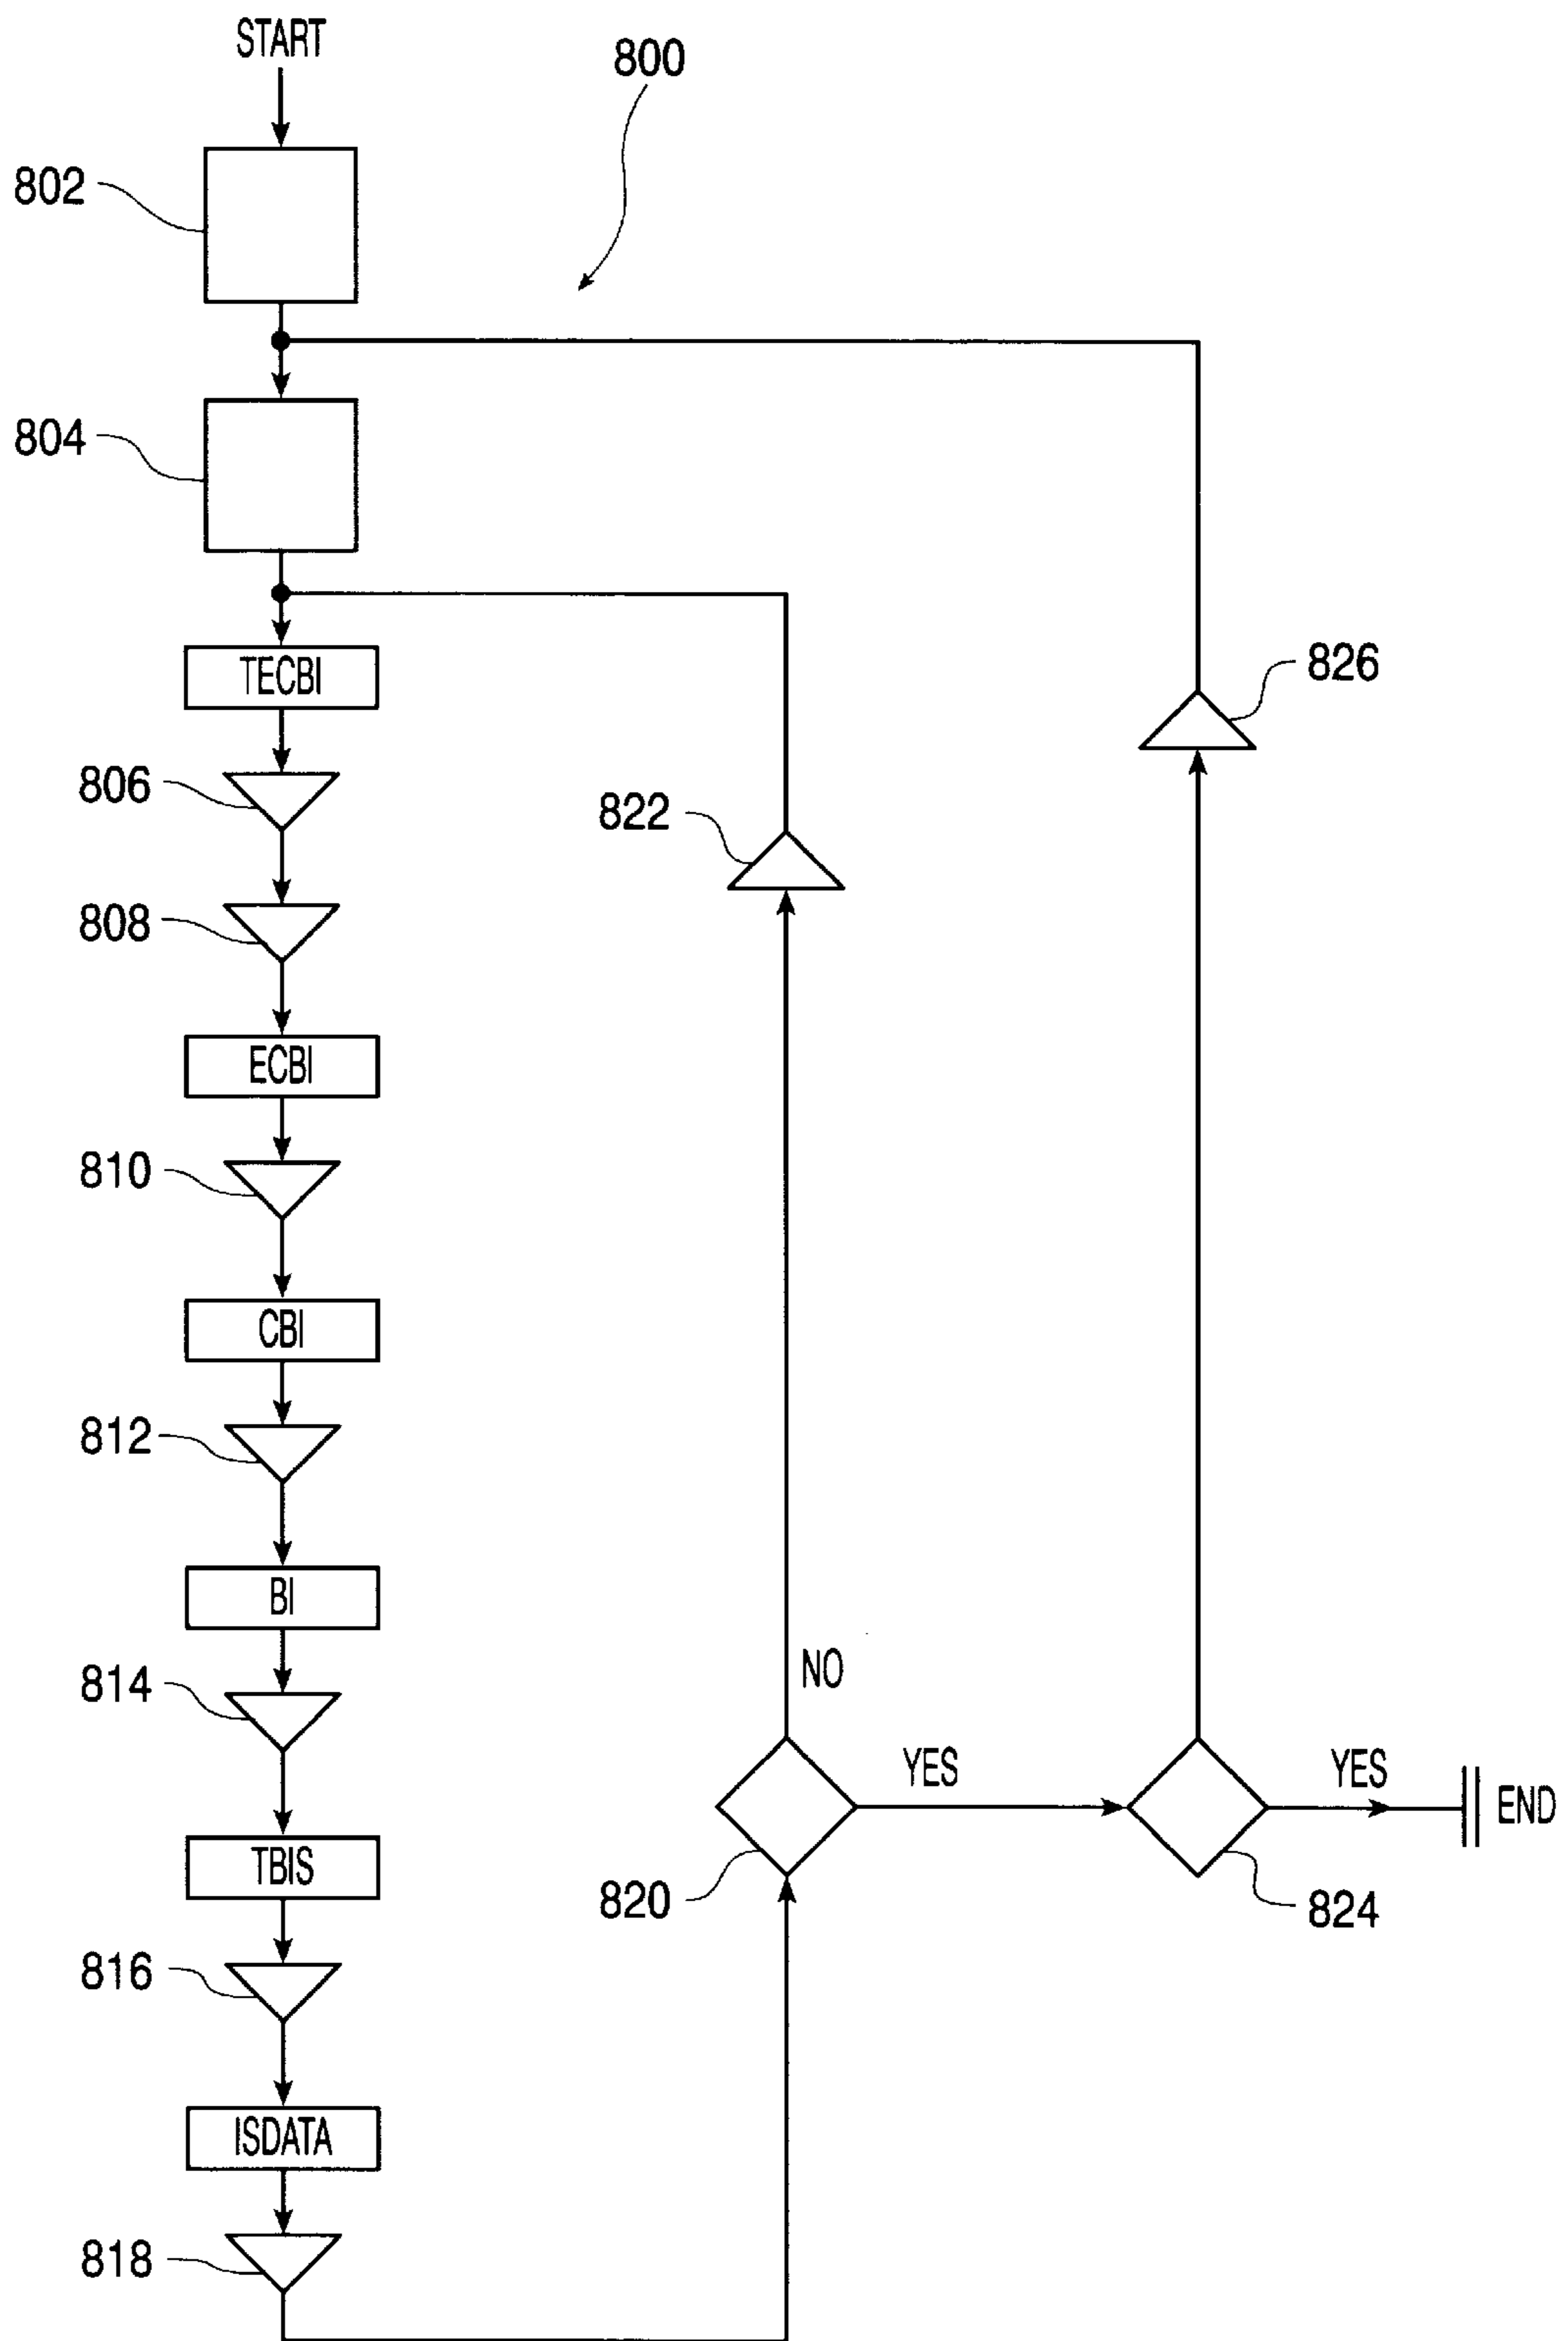 START
800
802
804
TECBI
826
806
822
808
ECBI
810
CBI
812
BI
NO
814
YES
YES
END
TBIS
820
824
816
ISDATA
818